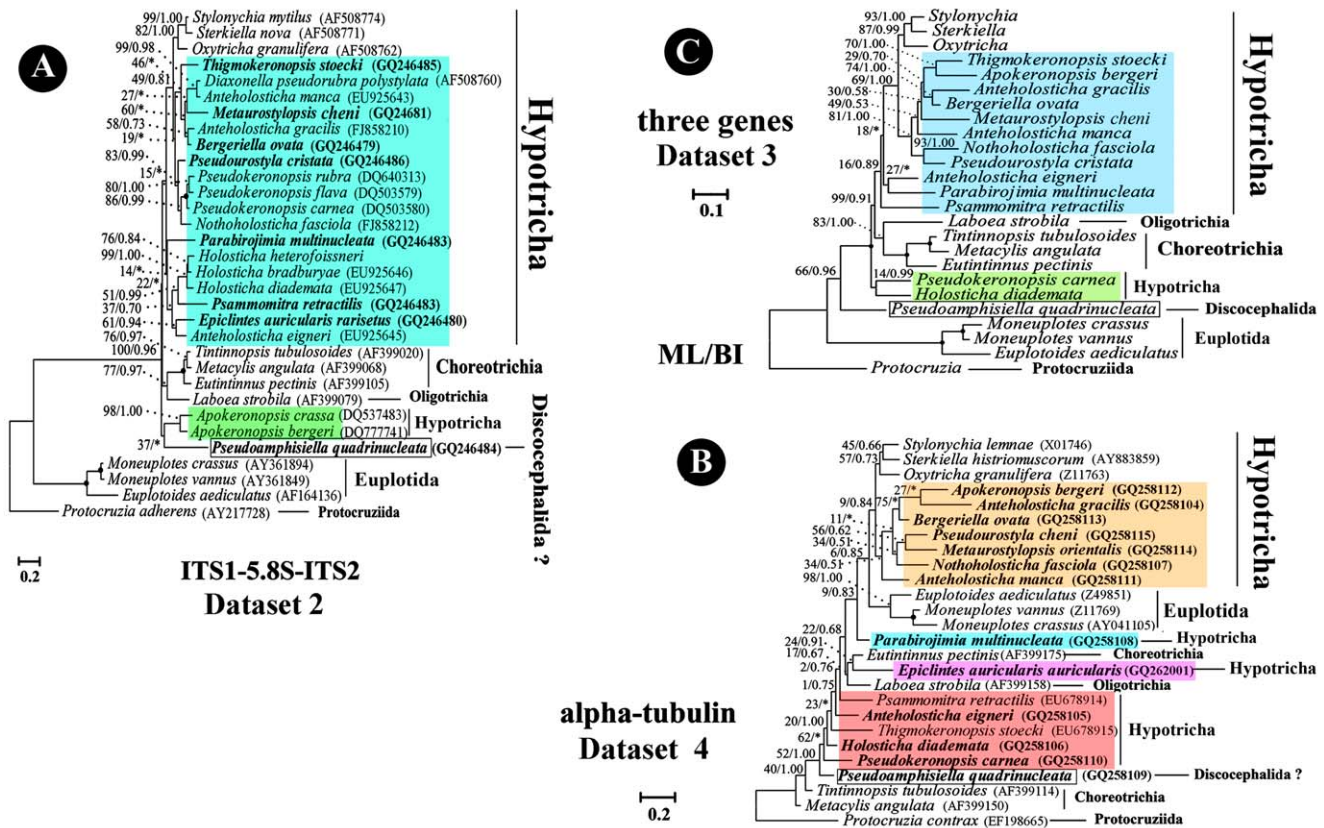 A
99/1.00
Stylonychia mytilus (AF508774)
82/1.00
Sterkiella nova (AF508771)
Oxytricha granulifera (AF508762)
99/0.98
46/*
Thigmokeronopsis stoecki (GQ246485)
49/0.81
Diaxonella pseudorubra polystylata (AF508760)
27/*
Anteholosticha manca (EU925643)
60/*
Metaurostylopsis cheni (GQ24681)
58/0.73
Anteholosticha gracilis (FJ858210)
19/*
Bergeriella ovata (GQ246479)
83/0.99
Pseudourostyla cristata (GQ246486)
15/*
Pseudokeronopsis rubra (DQ640313)
80/1.00
Pseudokeronopsis flava (DQ503579)
86/0.99
Pseudokeronopsis carnea (DQ503580)
Nothoholosticha fasciola (FJ858212)
76/0.84
Parabirojimia multinucleata (GQ246483)
99/1.00
Holosticha heterofoissneri
14/*
Holosticha bradburyae (EU925646)
22/*
Holosticha diademata (EU925647)
51/0.99
Psammomitra retractilis (GQ246483)
37/0.70
61/0.94
Epiclintes auricularis rarisetus (GQ246480)
76/0.97
Anteholosticha eigneri (EU925645)
Hypotricha
100/0.96
Tintinnopsis tubulosoides (AF399020)
77/0.97
Metacylis angulata (AF399068)
Choreotrichia
Eutintinnus pectinis (AF399105)
Laboea strobila (AF399079)
Oligotrichia
98/1.00
Apokeronopsis crassa (DQ537483)
Hypotricha
Apokeronopsis bergeri (DQ777741)
37/*
Pseudoamphisiella quadrinucleata (GQ246484)
Discocephalida ?
Moneuplotes crassus (AY361894)
Moneuplotes vannus (AY361849)
Euplotida
Euplotoides aediculatus (AF164136)
Protocruzia adherens (AY217728)
Protocruziida
0.2
ITS1-5.8S-ITS2
Dataset 2
C
three genes
Dataset 3
0.1
ML/BI
93/1.00
Stylonychia
87/0.99
Sterkiella
70/1.00
Oxytricha
29/0.70
Thigmokeronopsis stoecki
74/1.00
Apokeronopsis bergeri
69/1.00
Anteholosticha gracilis
30/0.58
Bergeriella ovata
49/0.53
Metaurostylopsis cheni
81/1.00
Anteholosticha manca
18/*
93/1.00
Nothoholosticha fasciola
Pseudourostyla cristata
16/0.89
27/*
Anteholosticha eigneri
Parabirojimia multinucleata
99/0.91
Psammomitra retractilis
Hypotricha
83/1.00
Laboea strobila
Oligotrichia
Tintinnopsis tubulosoides
Metacylis angulata
Choreotrichia
Eutintinnus pectinis
66/0.96
14/0.99
Pseudokeronopsis carnea
Hypotricha
Holosticha diademata
Pseudoamphisiella quadrinucleata
Discocephalida
Moneuplotes crassus
Moneuplotes vannus
Euplotida
Euplotoides aediculatus
Protocruzia
Protocruziida
B
alpha-tubulin
Dataset 4
0.2
45/0.66
Stylonychia lemnae (X01746)
57/0.73
Sterkiella histriomuscorum (AY883859)
Oxytricha granulifera (Z11763)
27/*
Apokeronopsis bergeri (GQ258112)
9/0.84
75/*
Anteholosticha gracilis (GQ258104)
11/*
Bergeriella ovata (GQ258113)
56/0.62
Pseudourostyla cheni (GQ258115)
34/0.51
Metaurostylopsis orientalis (GQ258114)
6/0.85
34/0.51
Nothoholosticha fasciola (GQ258107)
98/1.00
Anteholosticha manca (GQ258111)
Hypotricha
9/0.83
Euplotoides aediculatus (Z49851)
Moneuplotes vannus (Z11769)
Euplotida
Moneuplotes crassus (AY041105)
22/0.68
Parabirojimia multinucleata (GQ258108)
Hypotricha
24/0.91
Eutintinnus pectinis (AF399175)
Choreotrichia
17/0.67
2/0.76
Epiclintes auricularis auricularis (GQ262001)
Hypotricha
1/0.75
Laboea strobila (AF399158)
Oligotrichia
23/*
Psammomitra retractilis (EU678914)
Anteholosticha eigneri (GQ258105)
20/1.00
Thigmokeronopsis stoecki (EU678915)
Hypotricha
62/*
Holosticha diademata (GQ258106)
52/1.00
Pseudokeronopsis carnea (GQ258110)
40/1.00
Pseudoamphisiella quadrinucleata (GQ258109)
Discocephalida ?
Tintinnopsis tubulosoides (AF399114)
Choreotrichia
Metacylis angulata (AF399150)
Protocruzia contrax (EF198665)
Protocruziida